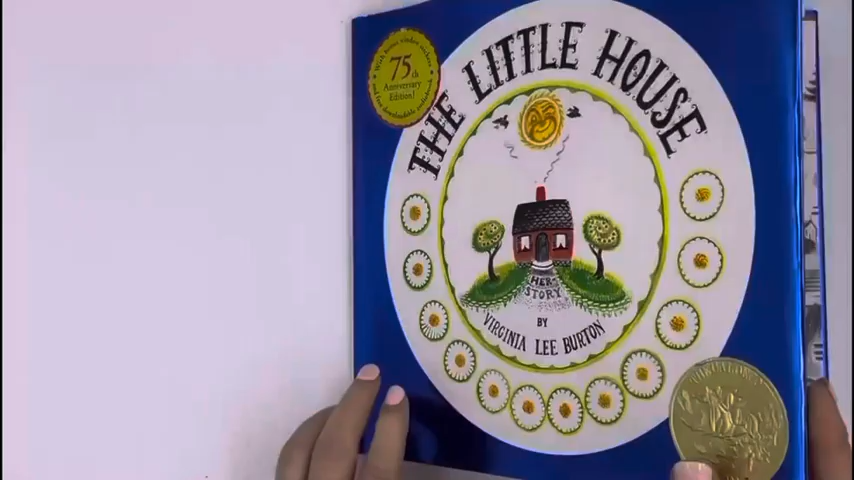 THE LITTLE HOUSE
75th
Anniversary
Edition!
HER
STORY
BY
VIRGINIA LEE BURTON